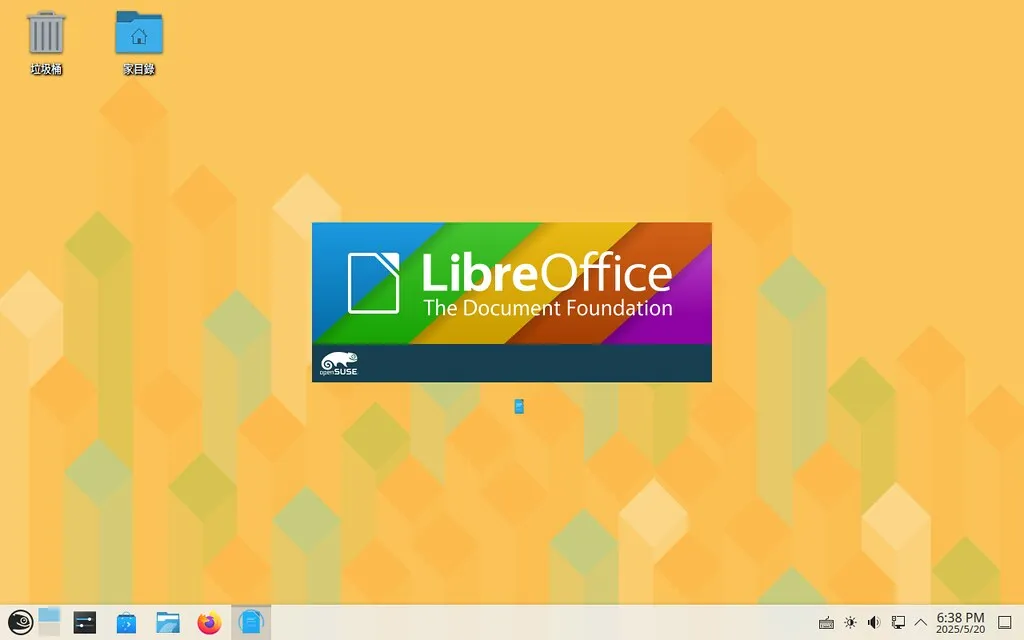 垃圾桶
家目錄
LibreOffice
The Document Foundation
openSUSE
6:38 PM
2025/5/20